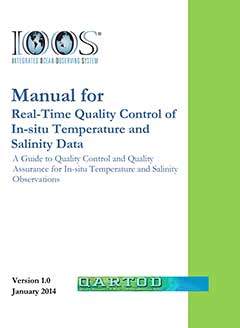 IOOS®
INTEGRATED OCEAN OBSERVING SYSTEM
Manual for
Real-Time Quality Control of
In-situ Temperature and
Salinity Data
A Guide to Quality Control and Quality
Assurance for In-situ Temperature and Salinity
Observations
Version 1.0
January 2014
QARTOD